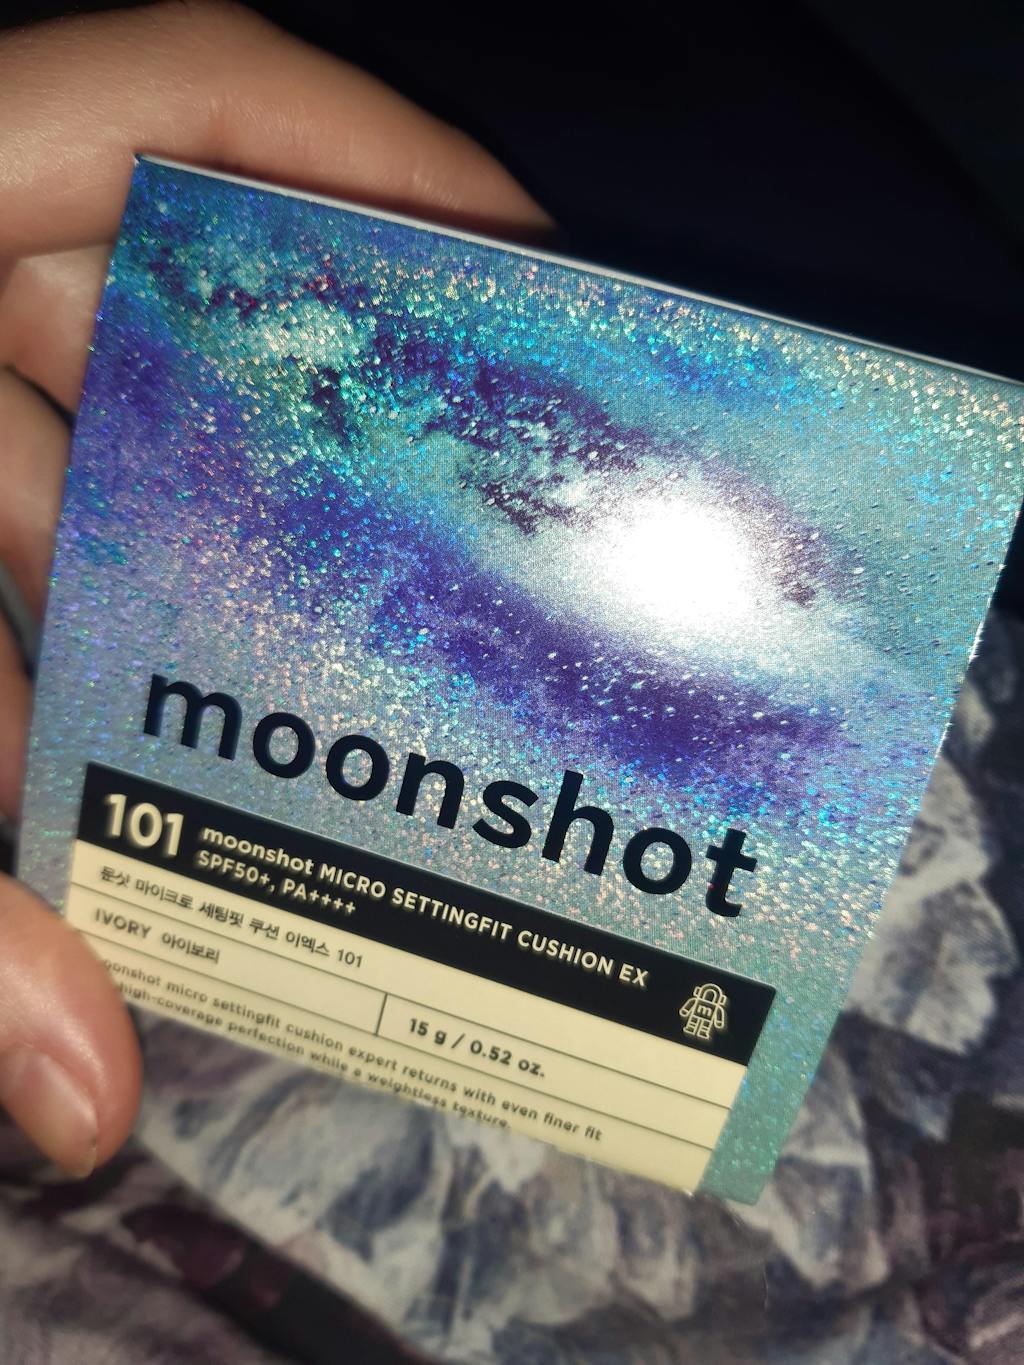 moonshot
101
moonshot MICRO SETTINGFIT CUSHION EX
SPF50+, PA++++
m
문샷 마이크로 세팅핏 쿠션 이엑스 101
IVORY 아이보리
15 g / 0.52 oz.
moonshot micro settingfit cushion expert returns with even finer fit
high-coverage perfection while a weightless texture.